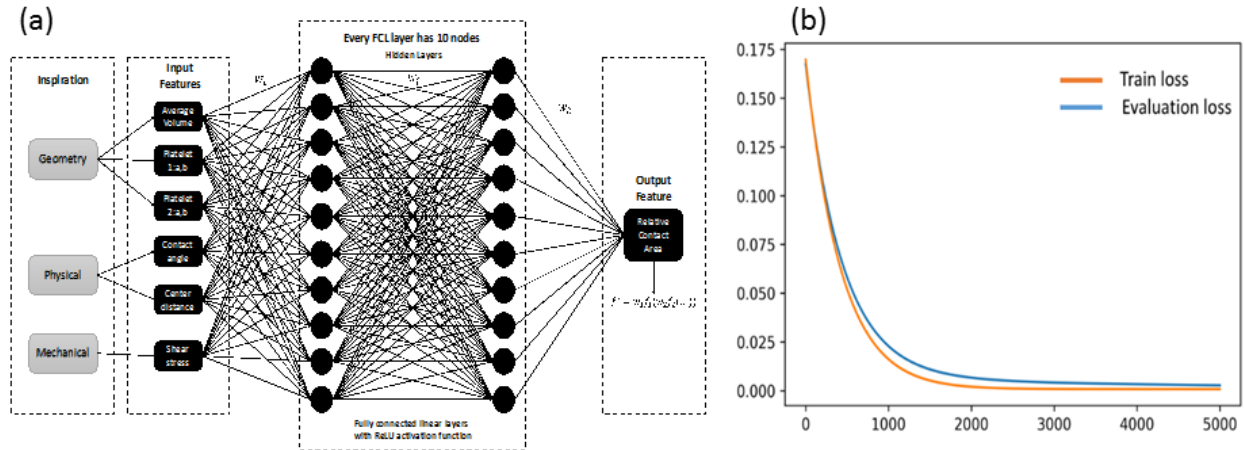 (a)
Inspiration
Geometry
Physical
Mechanical
Input
Features
Average
Volume
Platelet
1:a,b
Platelet
2:a,b
Contact
angle
Center
distance
Shear
stress
Every FCL layer has 10 nodes
Hidden Layers
Fully connected linear layers
with ReLU activation function
Output
Feature
Relative
Contact
Area
(b)
0.175
0.150
0.125
0.100
0.075
0.050
0.025
0.000
Train loss
Evaluation loss
0 1000 2000 3000 4000 5000